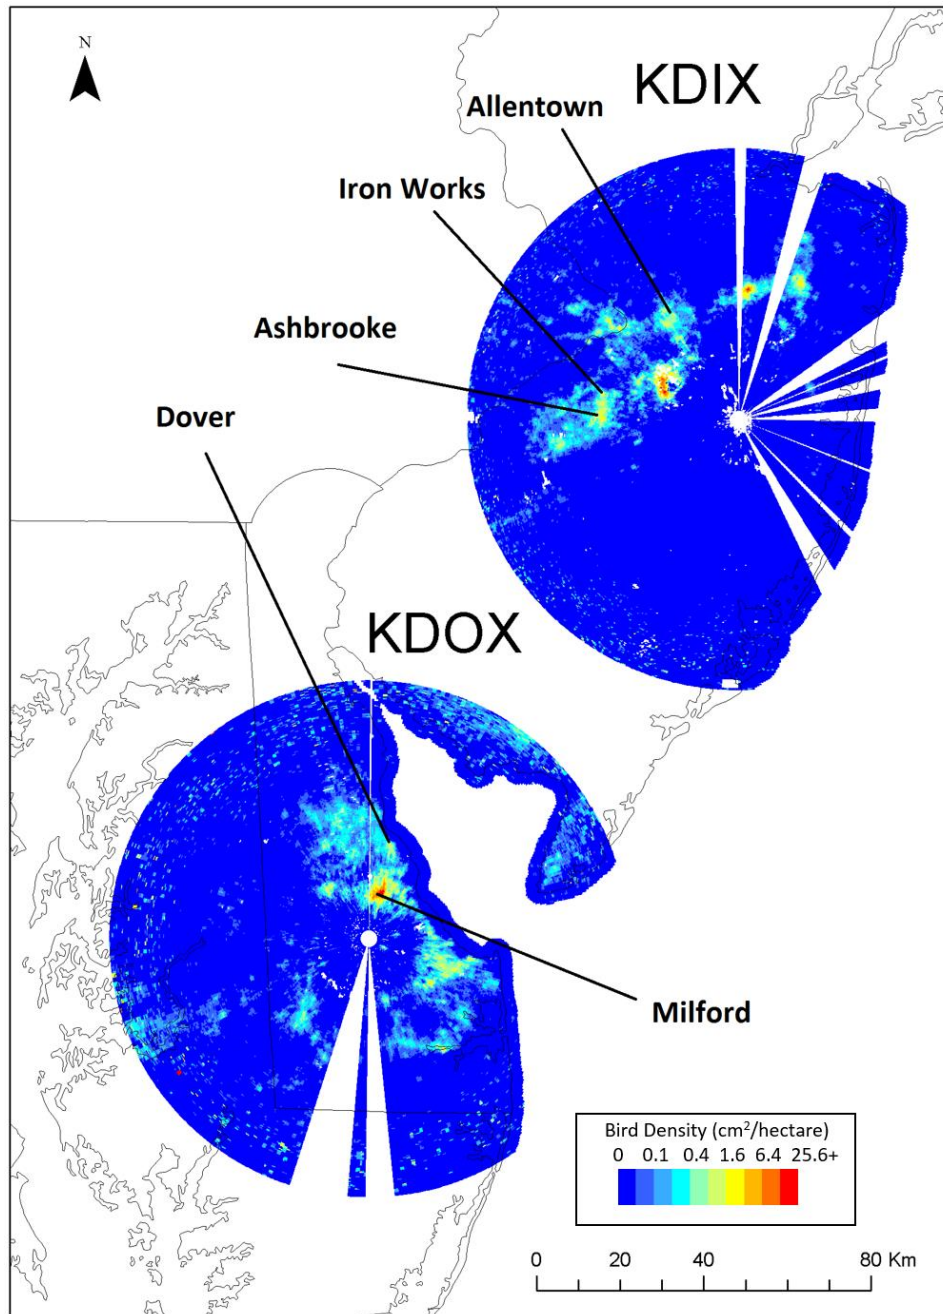 N
KDIX
Allentown
Iron Works
Ashbrooke
Dover
KDOX
Milford
Bird Density (cm²/hectare)
0 0.1 0.4 1.6 6.4 25.6+
0 20 40 80 Km